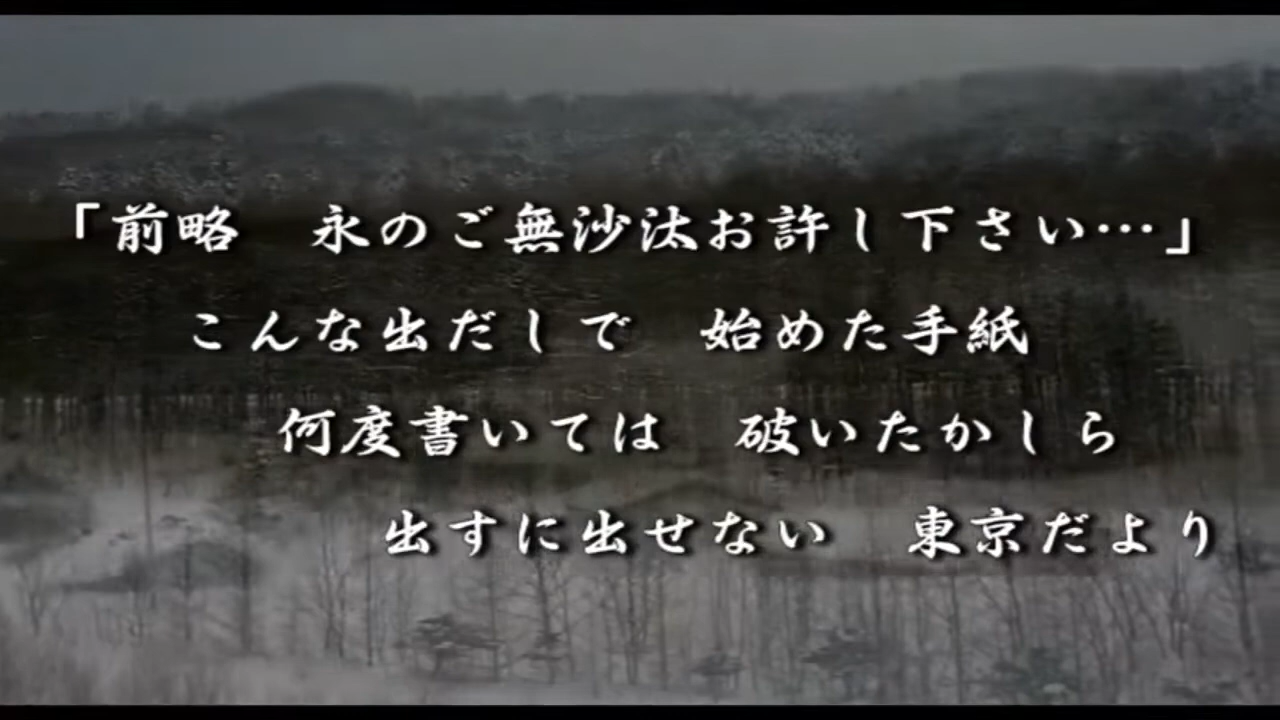 「前略　永のご無沙汰お許し下さい…」
こんな出だしで　始めた手紙
何度書いては　破いたかしら
出すに出せない　東京だより